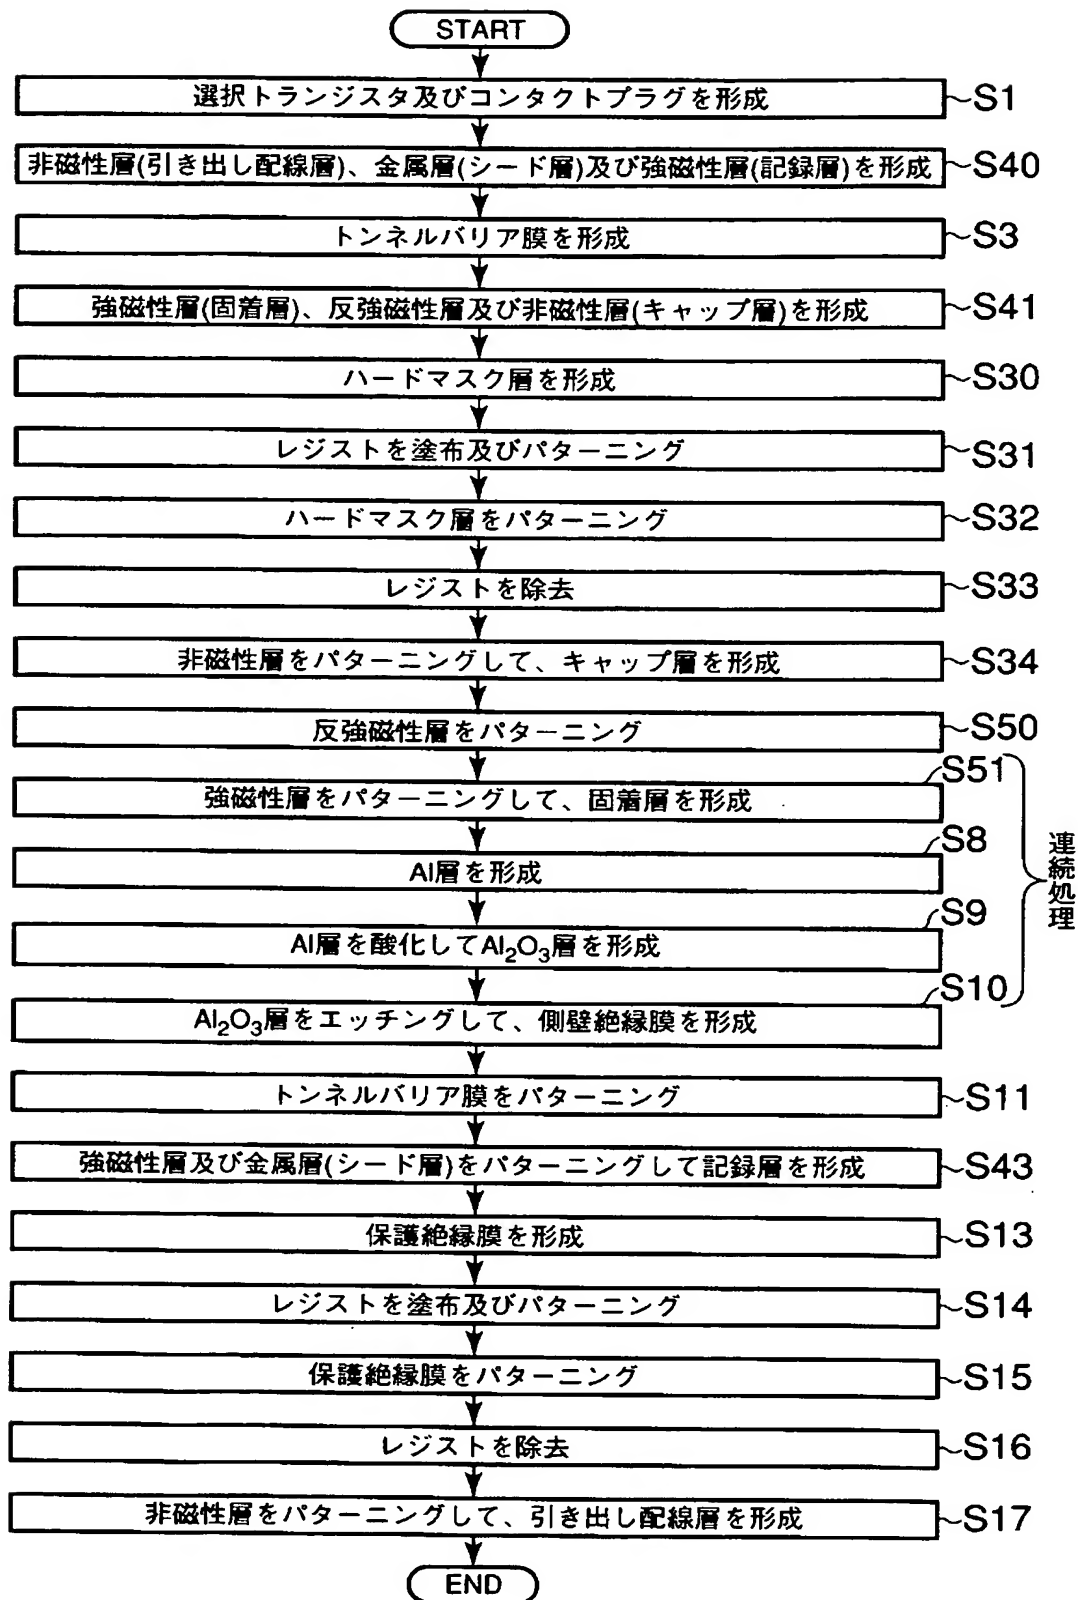 START
選択トランジスタ及びコンタクトプラグを形成 ~S1
非磁性層(引き出し配線層)、金属層(シード層)及び強磁性層(記録層)を形成 ~S40
トンネルバリア膜を形成 ~S3
強磁性層(固着層)、反強磁性層及び非磁性層(キャップ層)を形成 ~S41
ハードマスク層を形成 ~S30
レジストを塗布及びパターニング ~S31
ハードマスク層をパターニング ~S32
レジストを除去 ~S33
非磁性層をパターニングして、キャップ層を形成 ~S34
反強磁性層をパターニング ~S50
強磁性層をパターニングして、固着層を形成 S51
Al層を形成 S8
Al層を酸化してAl2O3層を形成 S9
Al2O3層をエッチングして、側壁絶縁膜を形成 S10
連続処理
トンネルバリア膜をパターニング ~S11
強磁性層及び金属層(シード層)をパターニングして記録層を形成 ~S43
保護絶縁膜を形成 ~S13
レジストを塗布及びパターニング ~S14
保護絶縁膜をパターニング ~S15
レジストを除去 ~S16
非磁性層をパターニングして、引き出し配線層を形成 ~S17
END